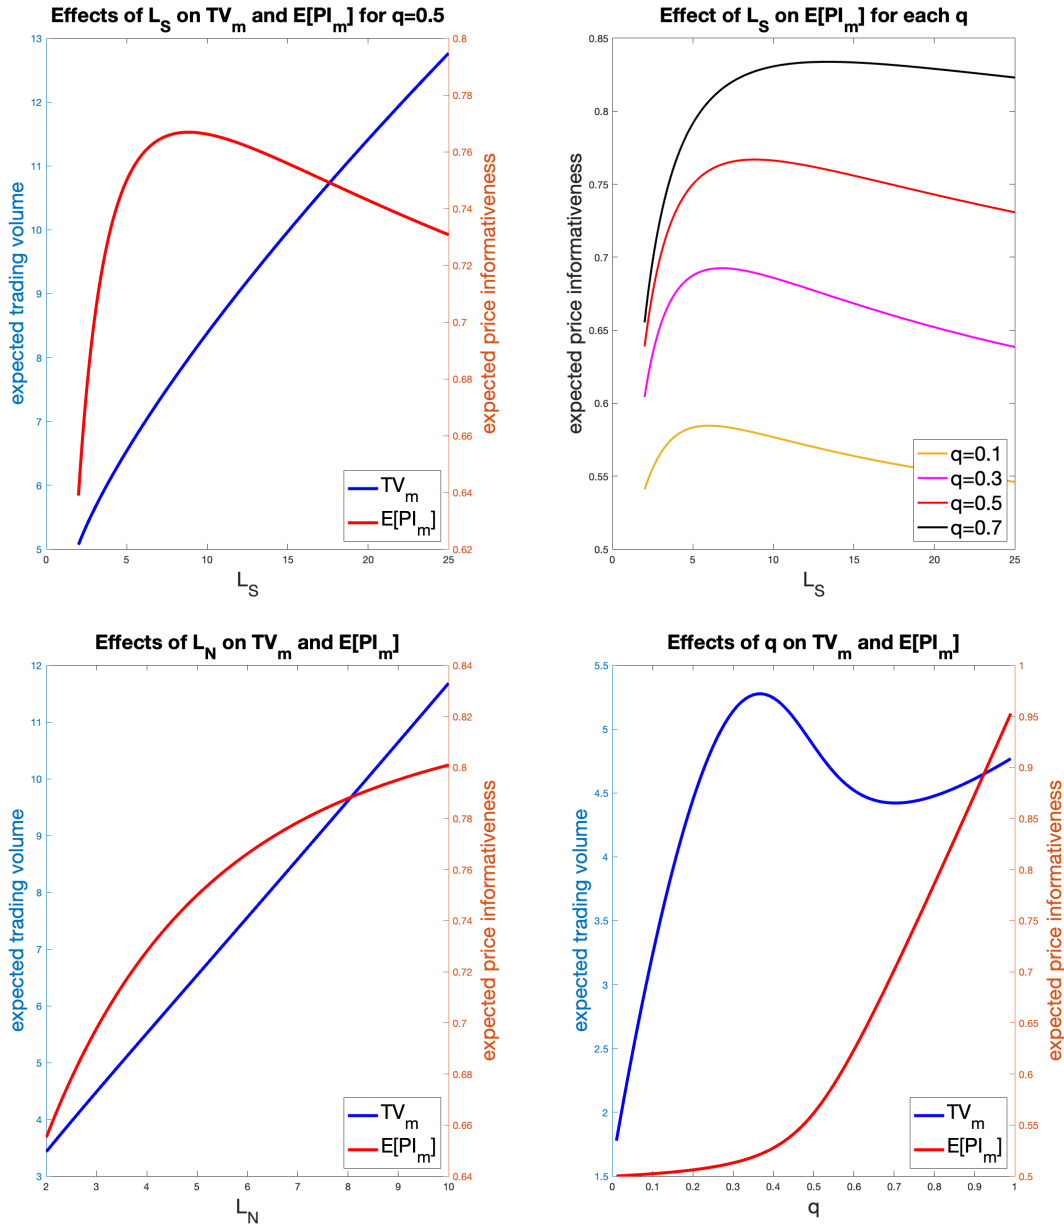 Effects of L_S on TV_m and E[PI_m] for q=0.5
13
12
11
10
9
8
7
6
5
expected trading volume
0.8
0.78
0.76
0.74
0.72
0.7
0.68
0.66
0.64
0.62
expected price informativeness
TV_m
E[PI_m]
0 5 10 15 20 25
L_S
Effect of L_S on E[PI_m] for each q
0.85
0.8
0.75
0.7
0.65
0.6
0.55
0.5
expected price informativeness
q=0.1
q=0.3
q=0.5
q=0.7
0 5 10 15 20 25
L_S
Effects of L_N on TV_m and E[PI_m]
12
11
10
9
8
7
6
5
4
3
expected trading volume
0.84
0.82
0.8
0.78
0.76
0.74
0.72
0.7
0.68
0.66
0.64
expected price informativeness
TV_m
E[PI_m]
2 3 4 5 6 7 8 9 10
L_N
Effects of q on TV_m and E[PI_m]
5.5
5
4.5
4
3.5
3
2.5
2
1.5
expected trading volume
1
0.95
0.9
0.85
0.8
0.75
0.7
0.65
0.6
0.55
0.5
expected price informativeness
TV_m
E[PI_m]
0 0.1 0.2 0.3 0.4 0.5 0.6 0.7 0.8 0.9 1
q